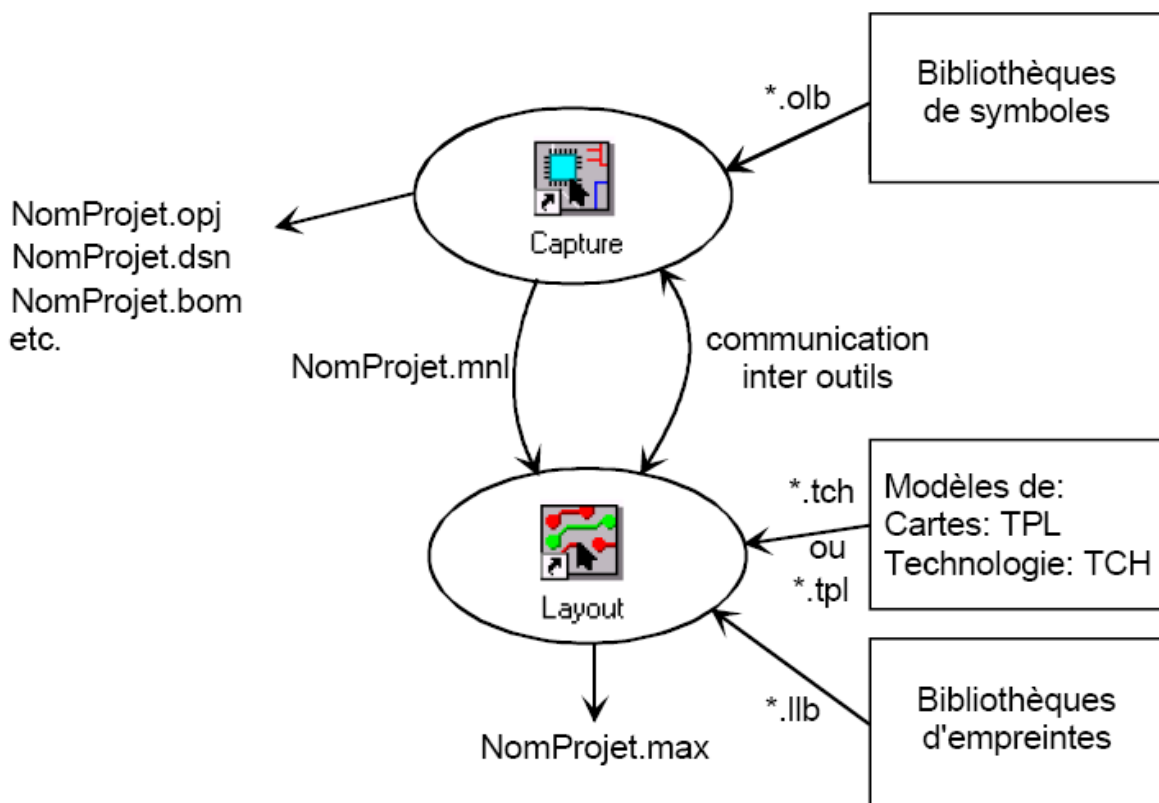 Bibliothèques
de symboles
*.olb
Capture
NomProjet.opj
NomProjet.dsn
NomProjet.bom
etc.
NomProjet.mnl
communication
inter outils
*.tch
ou
*.tpl
Modèles de:
Cartes: TPL
Technologie: TCH
Layout
*.llb
Bibliothèques
d'empreintes
NomProjet.max